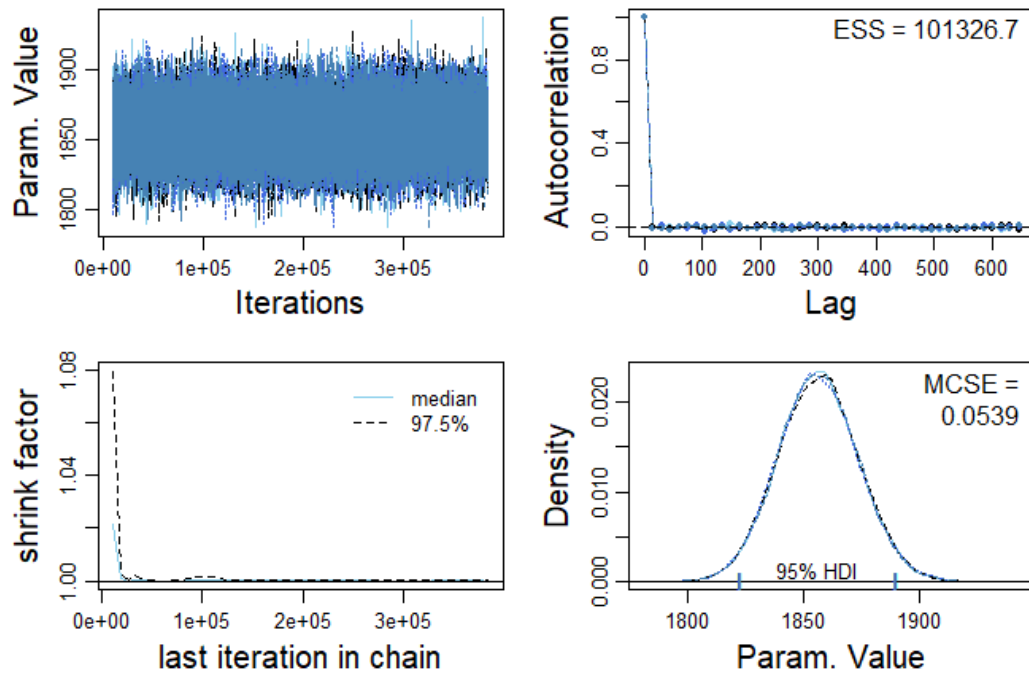 Param. Value
1800 1850 1900
0e+00 1e+05 2e+05 3e+05
Iterations
ESS = 101326.7
Autocorrelation
0.0 0.4 0.8
0 100 200 300 400 500 600
Lag
shrink factor
1.00 1.04 1.08
median
97.5%
0e+00 1e+05 2e+05 3e+05
last iteration in chain
MCSE =
0.0539
Density
0.000 0.010 0.020
95% HDI
1800 1850 1900
Param. Value